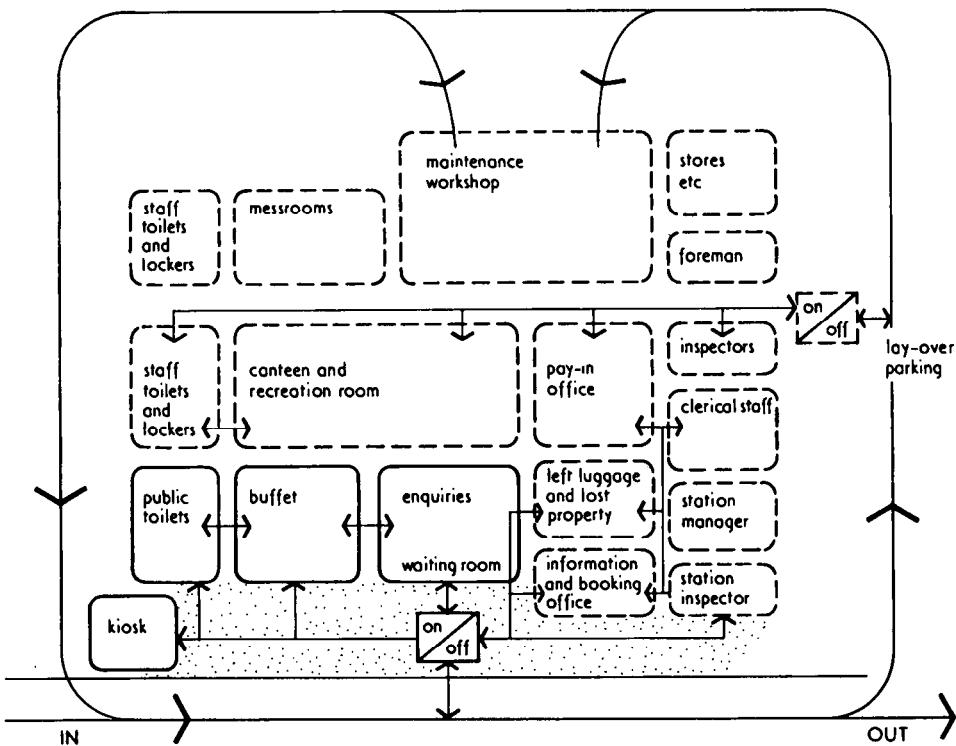 maintenance
workshop
stores
etc
staff
toilets
and
lockers
messrooms
foreman
on
off
lay-over
parking
staff
toilets
and
lockers
canteen and
recreation room
pay-in
office
inspectors
clerical staff
public
toilets
buffet
enquiries
waiting room
left luggage
and lost
property
station
manager
information
and booking
office
station
inspector
kiosk
on
off
IN
OUT